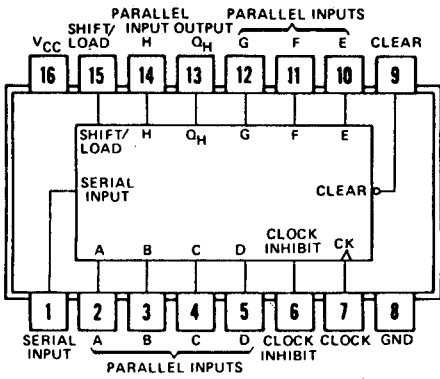 PARALLEL PARALLEL INPUTS
SHIFT/ INPUT OUTPUT
VCC LOAD H QH G F E CLEAR
16 15 14 13 12 11 10 9
SHIFT/ H QH G F E
LOAD
SERIAL
INPUT
CLEAR
CLOCK
INHIBIT
CK
A B C D
1 2 3 4 5 6 7 8
SERIAL A B C D CLOCK CLOCK GND
INPUT INHIBIT
PARALLEL INPUTS